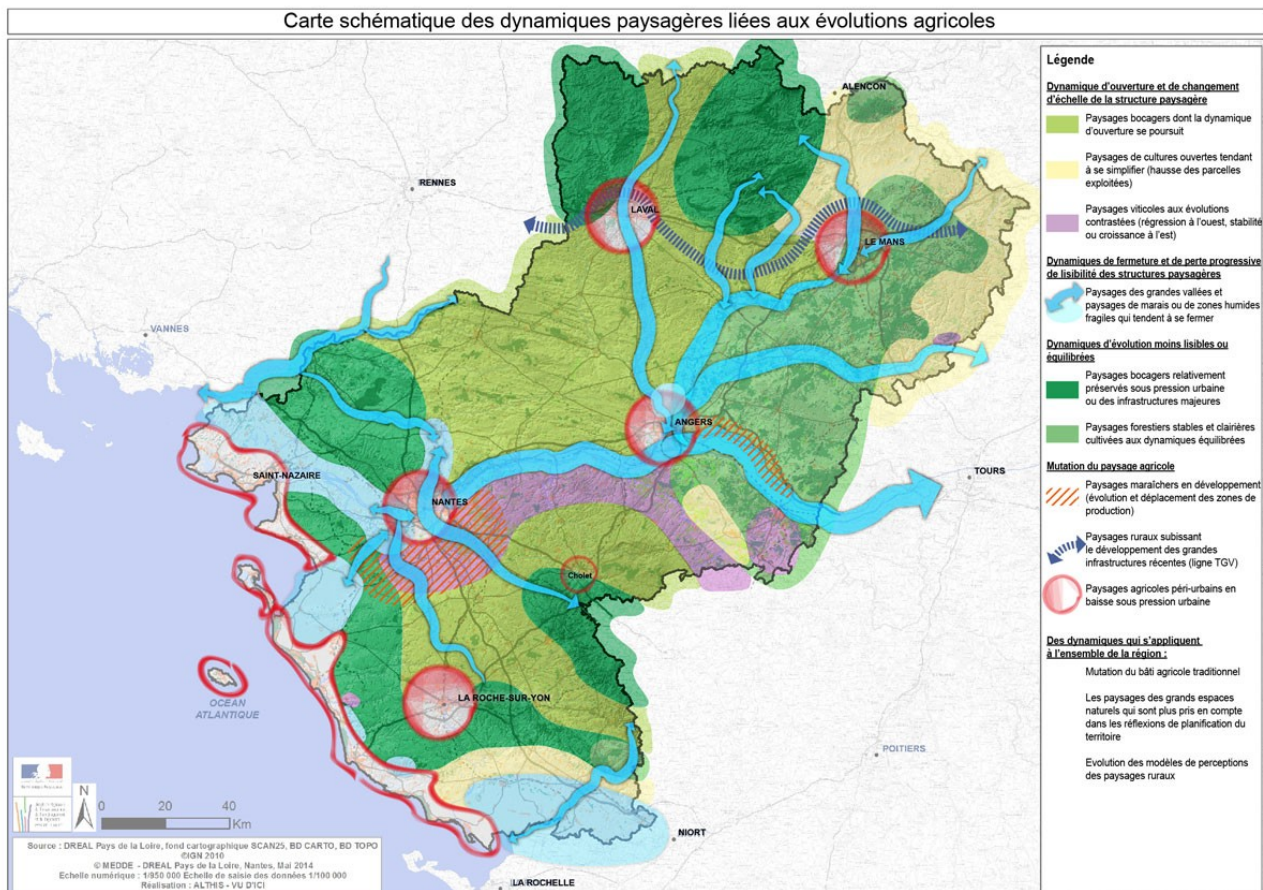 Carte schématique des dynamiques paysagères liées aux évolutions agricoles
Légende
Dynamique d'ouverture et de changement
d'échelle de la structure paysagère
Paysages bocagers dont la dynamique
d'ouverture se poursuit
Paysages de cultures ouvertes tendant
à se simplifier (hausse des parcelles
exploitées)
Paysages viticoles aux évolutions
contrastées (régression à l'ouest, stabilité
ou croissance à l'est)
Dynamiques de fermeture et de perte progressive
de lisibilité des structures paysagères
Paysages des grandes vallées et
paysages de marais ou de zones humides
fragiles qui tendent à se fermer
Dynamiques d'évolution moins lisibles ou
équilibrées
Paysages bocagers relativement
préservés sous pression urbaine
ou des infrastructures majeures
Paysages forestiers stables et clairières
cultivées aux dynamiques équilibrées
Mutation du paysage agricole
Paysages maraîchers en développement
(évolution et déplacement des zones de
production)
Paysages ruraux subissant
le développement des grandes
infrastructures récentes (ligne TGV)
Paysages agricoles péri-urbains en
baisse sous pression urbaine
Des dynamiques qui s'appliquent
à l'ensemble de la région :
Mutation du bâti agricole traditionnel
Les paysages des grands espaces
naturels qui sont plus pris en compte
dans les réflexions de planification du
territoire
Evolution des modèles de perceptions
des paysages ruraux
ALENÇON
RENNES
LAVAL
LE MANS
VANNES
ANGERS
TOURS
SAINT-NAZAIRE
NANTES
Cholet
LA ROCHE-SUR-YON
OCEAN
ATLANTIQUE
POITIERS
NIORT
LA ROCHELLE
N
0 20 40
Km
Source : DREAL Pays de la Loire, fond cartographique SCAN25, BD CARTO, BD TOPO
©IGN 2010
© MEDDE - DREAL Pays de la Loire, Nantes, Mai 2014
Echelle numérique : 1/950 000 Echelle de saisie des données 1/100 000
Réalisation : ALTHIS - VU D'ICI